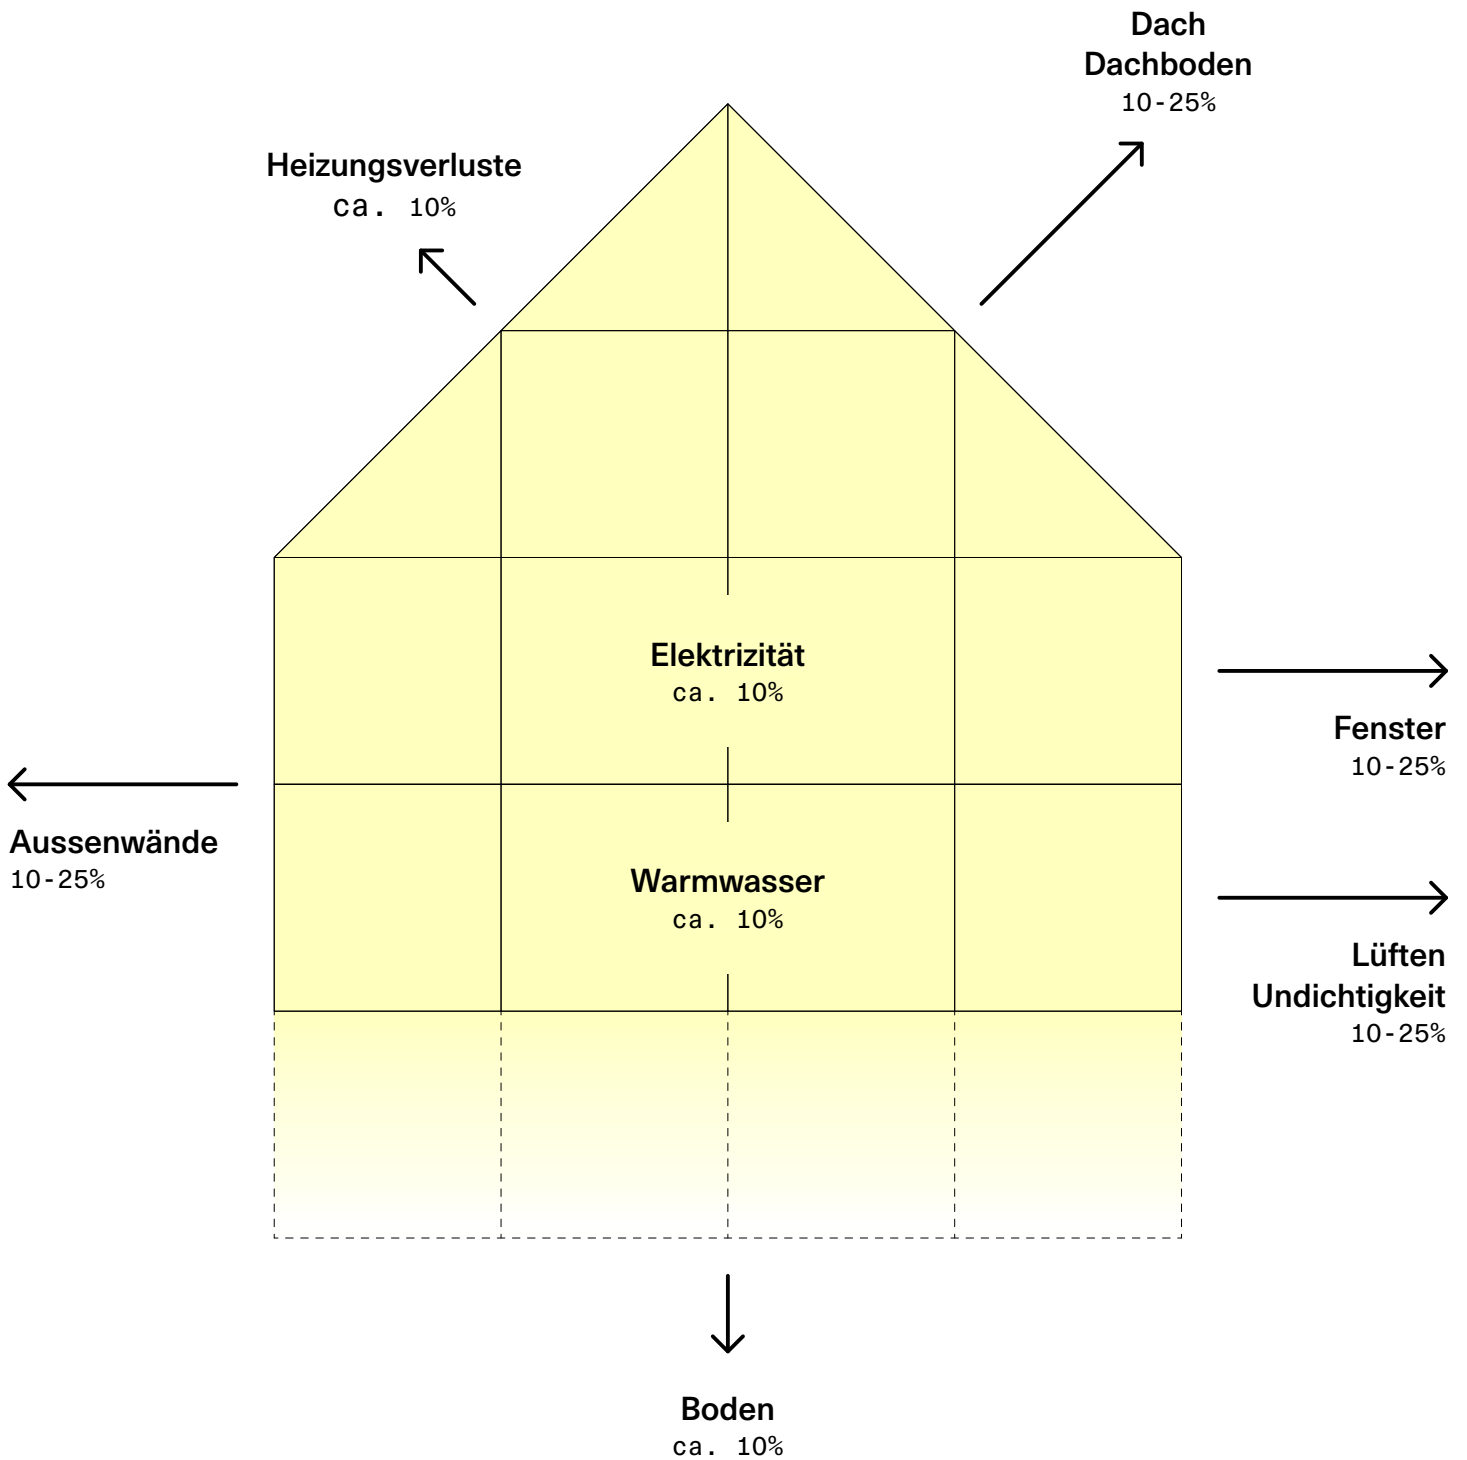 Dach
Dachboden
10-25%
Heizungsverluste
ca. 10%
Elektrizität
ca. 10%
Fenster
10-25%
Aussenwände
10-25%
Warmwasser
ca. 10%
Lüften
Undichtigkeit
10-25%
Boden
ca. 10%